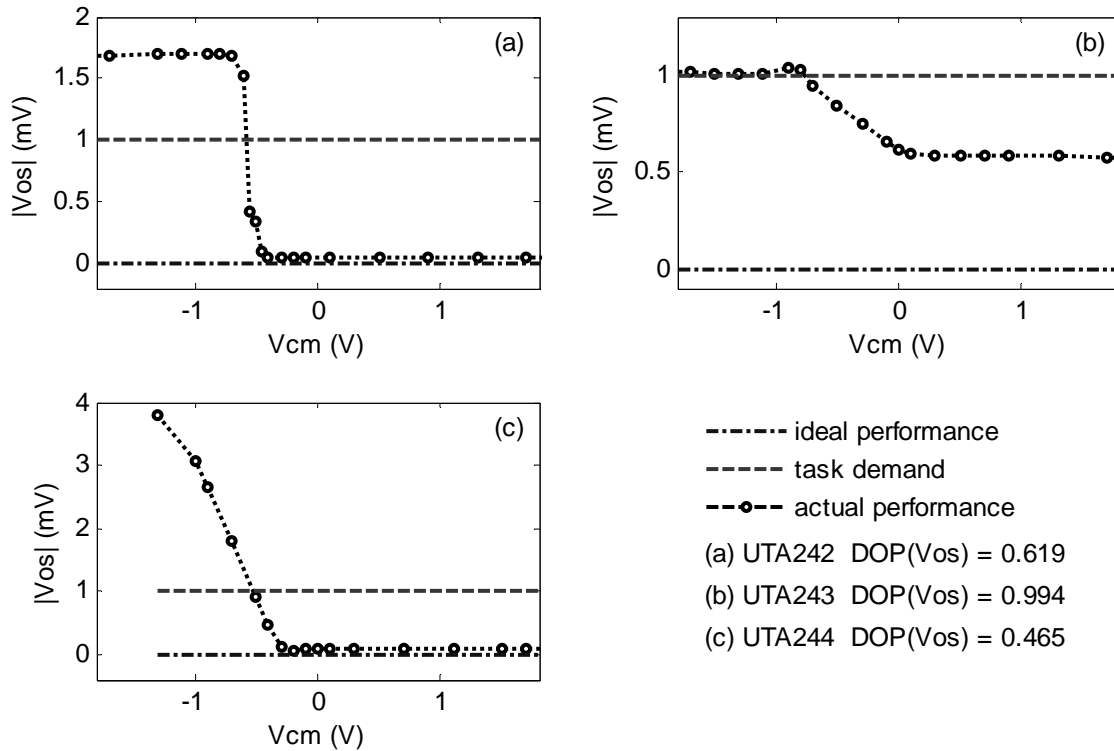 2
1.5
1
0.5
0
-1
0
1
|Vos| (mV)
Vcm (V)
(a)
1
0.5
0
-1
0
1
|Vos| (mV)
Vcm (V)
(b)
4
3
2
1
0
-1
0
1
|Vos| (mV)
Vcm (V)
(c)
ideal performance
task demand
actual performance
(a) UTA242 DOP(Vos) = 0.619
(b) UTA243 DOP(Vos) = 0.994
(c) UTA244 DOP(Vos) = 0.465